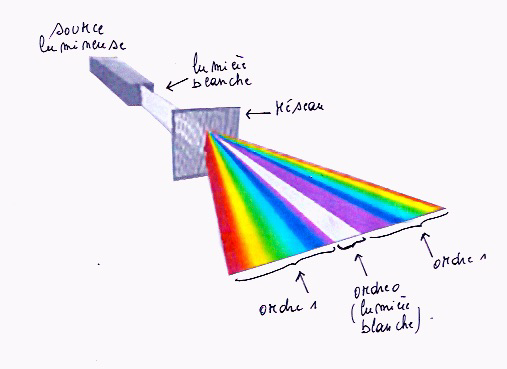 source
lumineuse
lumière
blanche
Réseau
ordre 1
ordre 0
(lumière
blanche).
ordre 1